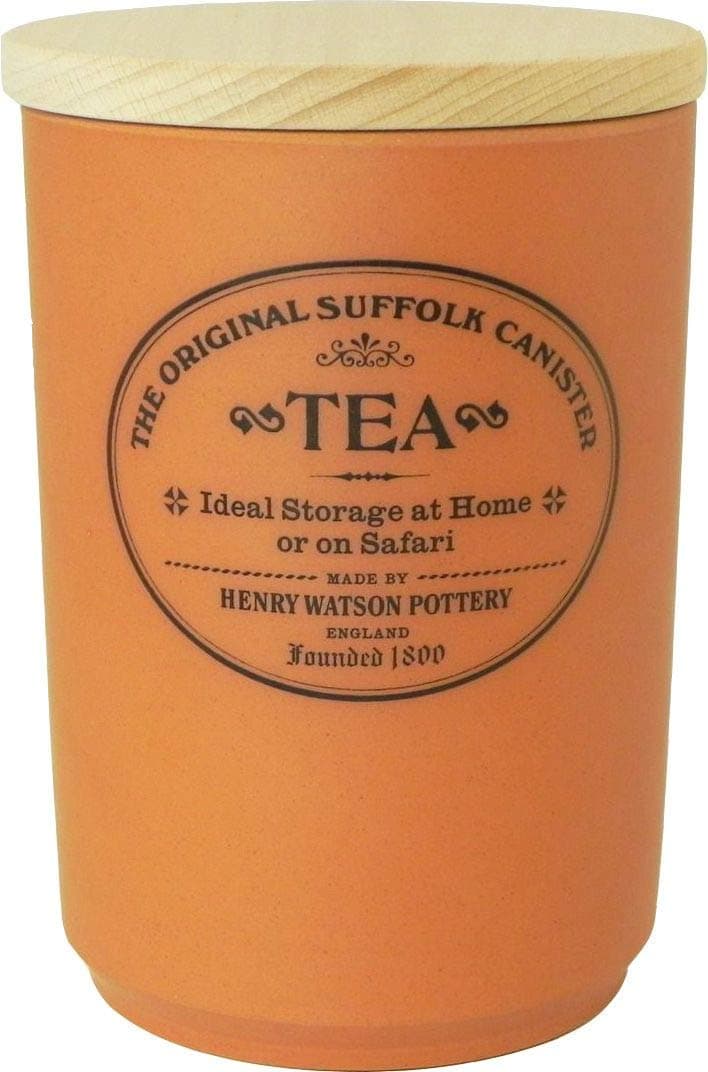 THE ORIGINAL SUFFOLK CANISTER
TEA
Ideal Storage at Home
or on Safari
MADE BY
HENRY WATSON POTTERY
ENGLAND
Founded 1800